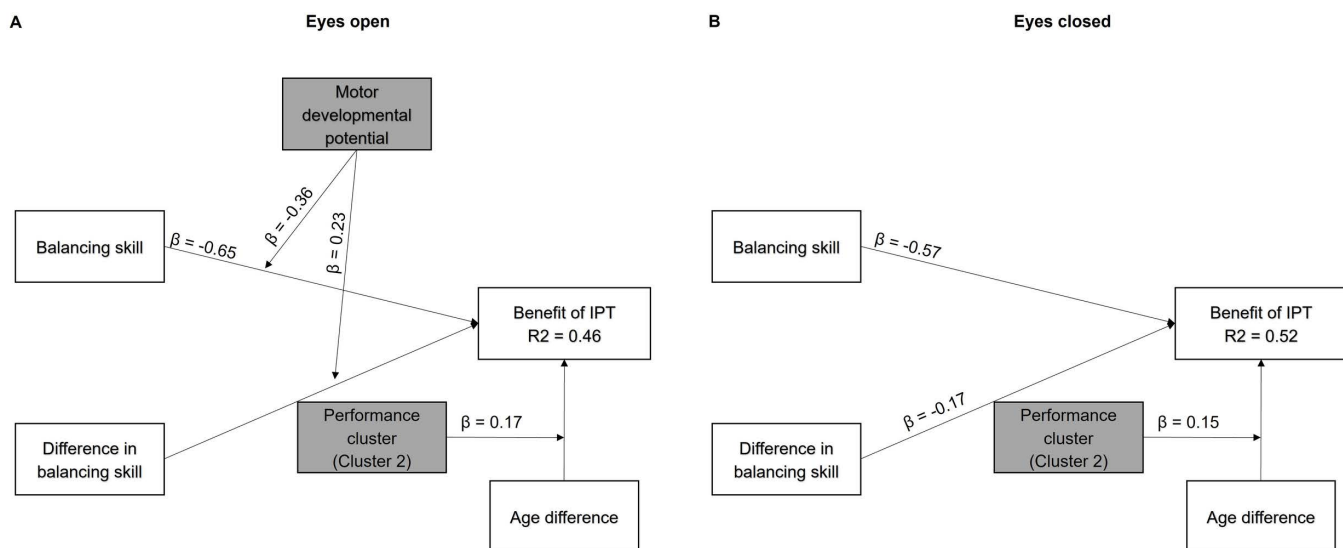 A
Eyes open
Motor
developmental
potential
β = -0.36
β = 0.23
Balancing skill
β = -0.65
Benefit of IPT
R2 = 0.46
Performance
cluster
(Cluster 2)
β = 0.17
Difference in
balancing skill
Age difference
B
Eyes closed
Balancing skill
β = -0.57
Benefit of IPT
R2 = 0.52
β = -0.17
Performance
cluster
(Cluster 2)
β = 0.15
Difference in
balancing skill
Age difference